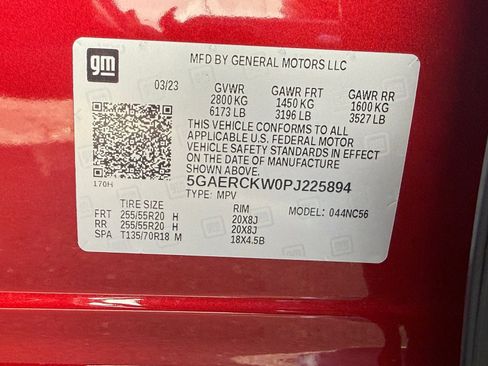 gm
MFD BY GENERAL MOTORS LLC
03/23 GVWR GAWR FRT GAWR RR
2800 KG 1450 KG 1600 KG
6173 LB 3196 LB 3527 LB
THIS VEHICLE CONFORMS TO ALL
APPLICABLE U.S. FEDERAL MOTOR
VEHICLE SAFETY STANDARDS IN EFFECT
ON THE DATE OF MANUFACTURE
SHOWN ABOVE.
170H 5GAERCKW0PJ225894
TYPE: MPV
TIRE SIZE RIM MODEL: 044NC56
FRT 255/55R20 H 20X8J
RR 255/55R20 H 20X8J
SPA T135/70R18 M 18X4.5B